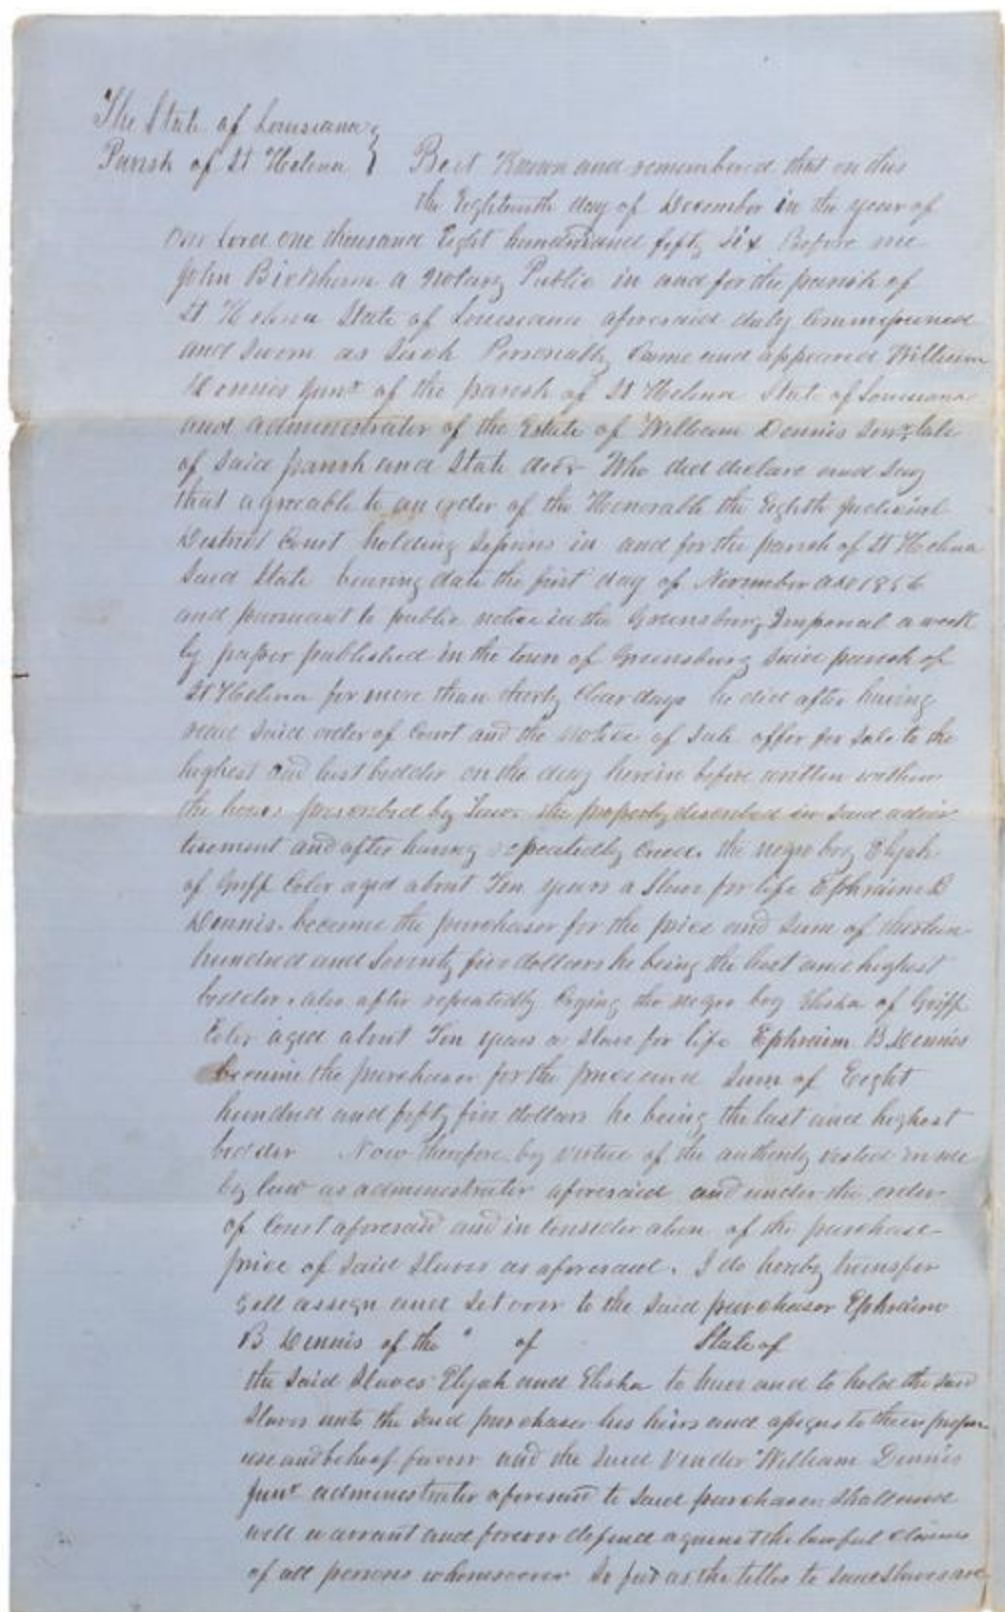 The State of Louisiana
Parish of St Helena } Be it Known and remembered that on this
the Eighteenth day of December in the year of
Our Lord one thousand Eight hundred and fifty six Before me
John a Notary Public in and for the parish of
St Helena State of Louisiana aforesaid duly Commissioned
and sworn as such Personally Came and appeared William
Dennis Junr of the parish of St Helena State of Louisiana
and administrater of the Estate of William Dennis Senr late
of said parish and State decd Who did declare and say
that agreable to an order of the Honorable the Eighth Judicial
District Court holding sessions in and for the parish of St Helena
said State bearing date the first day of November AD 1856
and pursuant to public notice in the Greensburg Imperial a week
ly paper published in the town of Greensburg said parish of
St Helena for more than thirty clear days he did after having
read said order of Court and the notice of sale offer for sale to the
highest and last bidder on the day herein before written within
the hours prescribed by Law the property described in said adver
tisement and after having repeatedly Cried the negro boy Elijah
of Griff Color aged about Ten years a Slave for life Ephraim B
Dennis became the purchaser for the price and sum of thirteen
hundred and Seventy five dollars he being the last and highest
bidder also after repeatedly Crying the negro boy Elisha of Griff
Color aged about Ten years a Slave for life Ephraim B Dennis
became the purchaser for the price and sum of Eight
hundred and fifty five dollars he being the last and highest
bidder Now therefore by virtue of the authority vested in me
by law as administrater aforesaid and under the order
of Court aforesaid and in consideration of the purchase
price of said Slaves as aforesaid. I do hereby transfer
sell assign and set over to the said purchaser Ephraim
B Dennis of the " of State of
the said Slaves Elijah and Elisha to have and to hold the said
Slaves unto the said purchaser his heirs and assigns to their proper
use and behoof forever and the said Vender William Dennis
Junr administrater aforesaid to said purchaser shall and
will warrant and forever defend against the lawful claims
of all persons whomsoever So far as the titles to said Slaves are